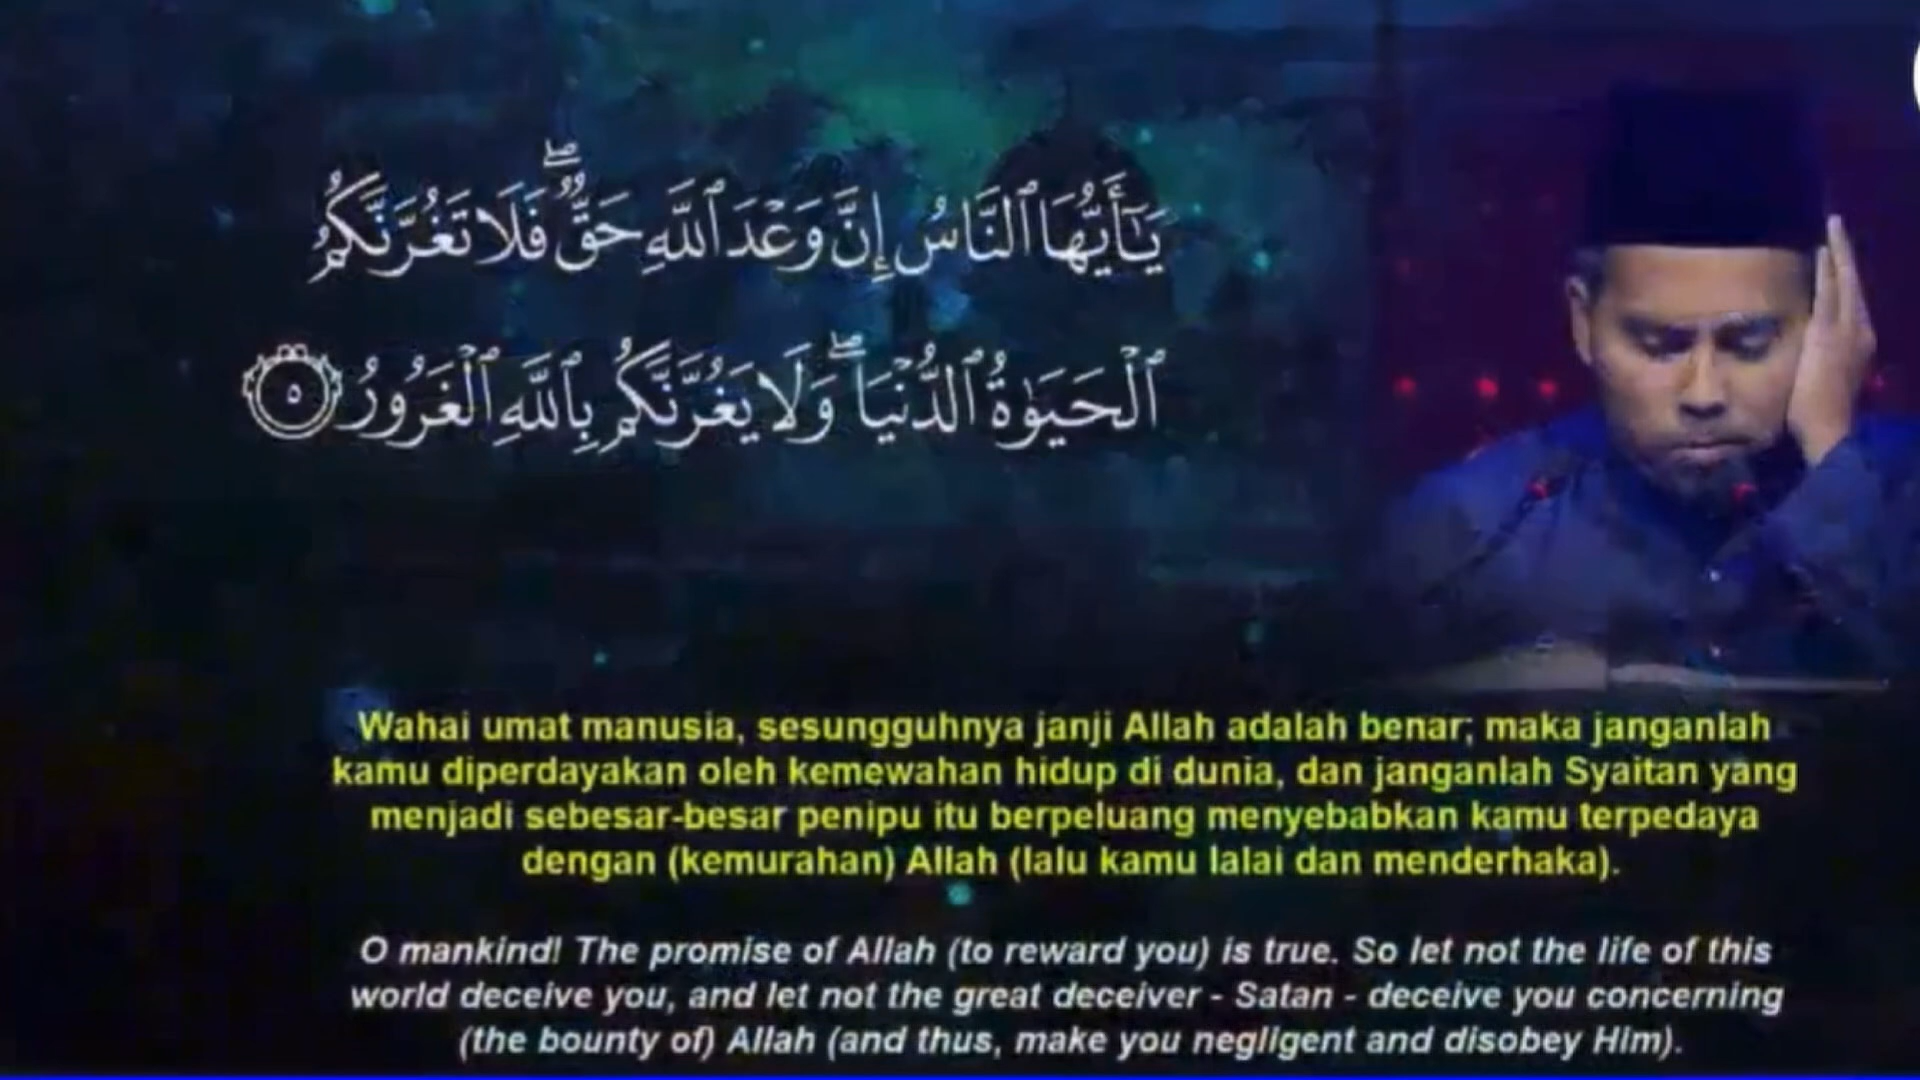 يَـٰٓأَيُّهَا ٱلنَّاسُ إِنَّ وَعْدَ ٱللَّهِ حَقٌّۖ فَلَا تَغُرَّنَّكُمُ
ٱلْحَيَوٰةُ ٱلدُّنْيَاۖ وَلَا يَغُرَّنَّكُم بِٱللَّهِ ٱلْغَرُورُ ٥
Wahai umat manusia, sesungguhnya janji Allah adalah benar; maka janganlah
kamu diperdayakan oleh kemewahan hidup di dunia, dan janganlah Syaitan yang
menjadi sebesar-besar penipu itu berpeluang menyebabkan kamu terpedaya
dengan (kemurahan) Allah (lalu kamu lalai dan menderhaka).
O mankind! The promise of Allah (to reward you) is true. So let not the life of this
world deceive you, and let not the great deceiver - Satan - deceive you concerning
(the bounty of) Allah (and thus, make you negligent and disobey Him).